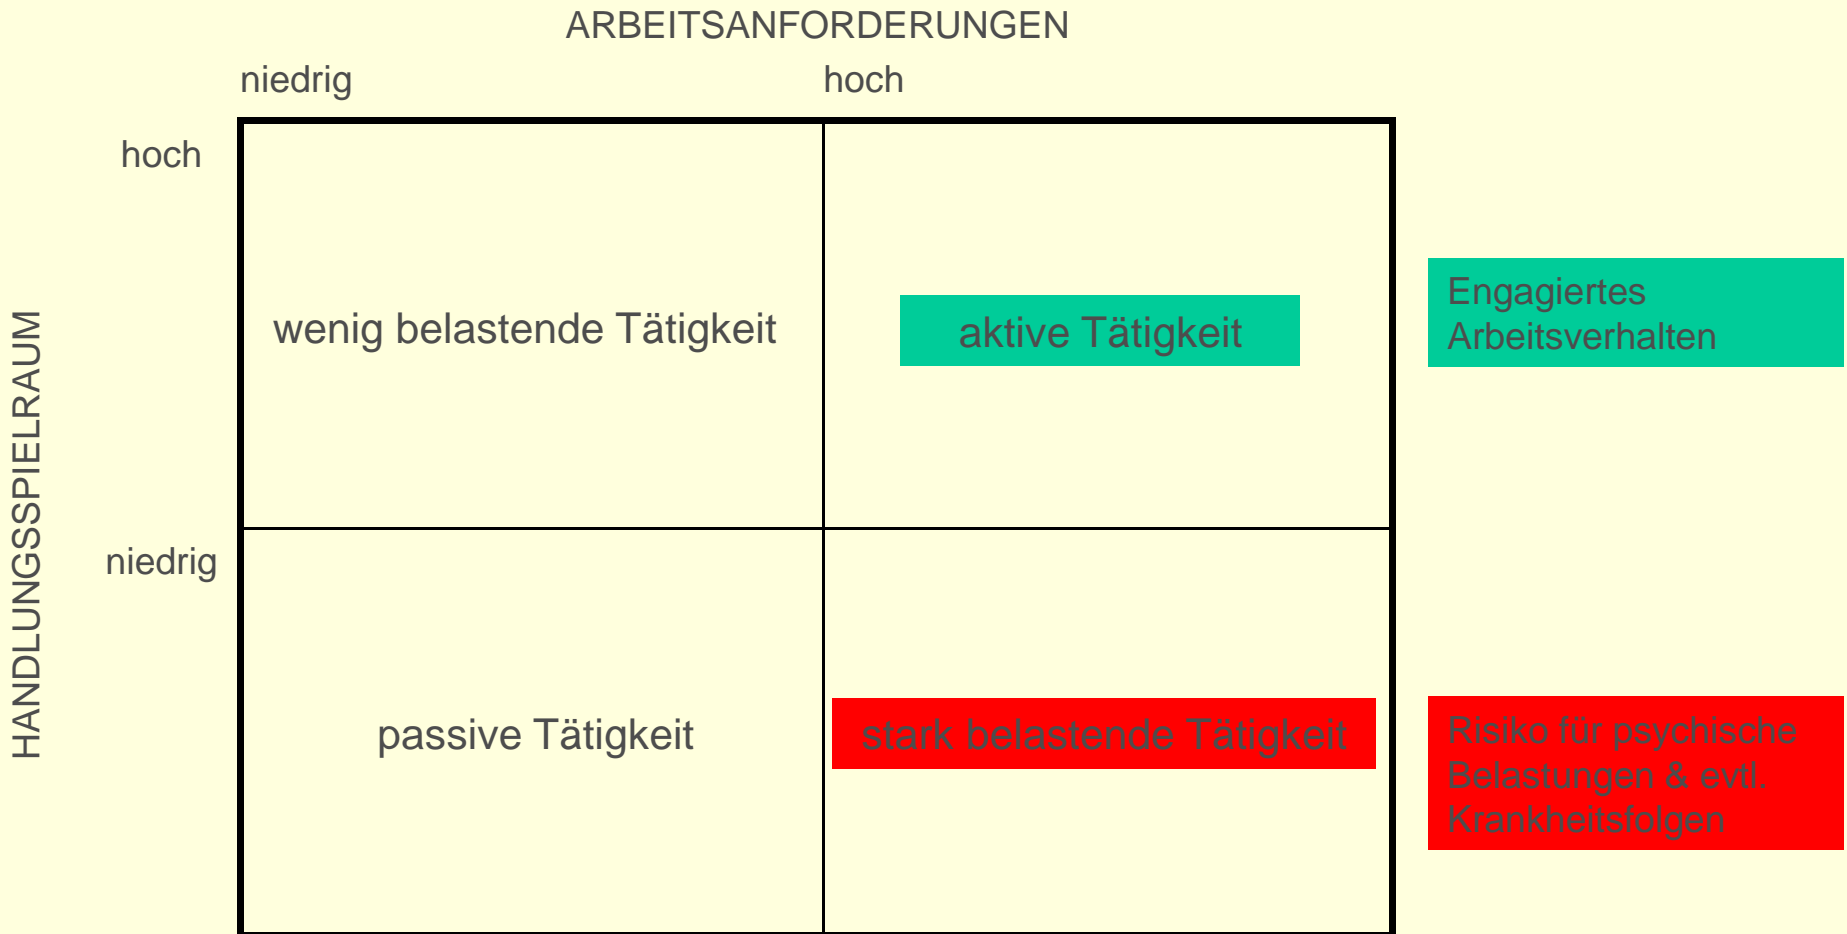 ARBEITSANFORDERUNGEN
niedrig
hoch
hoch
HANDLUNGSSPIELRAUM
wenig belastende Tätigkeit
aktive Tätigkeit
Engagiertes
Arbeitsverhalten
niedrig
passive Tätigkeit
stark belastende Tätigkeit
Risiko für psychische
Belastungen & evtl.
Krankheitsfolgen